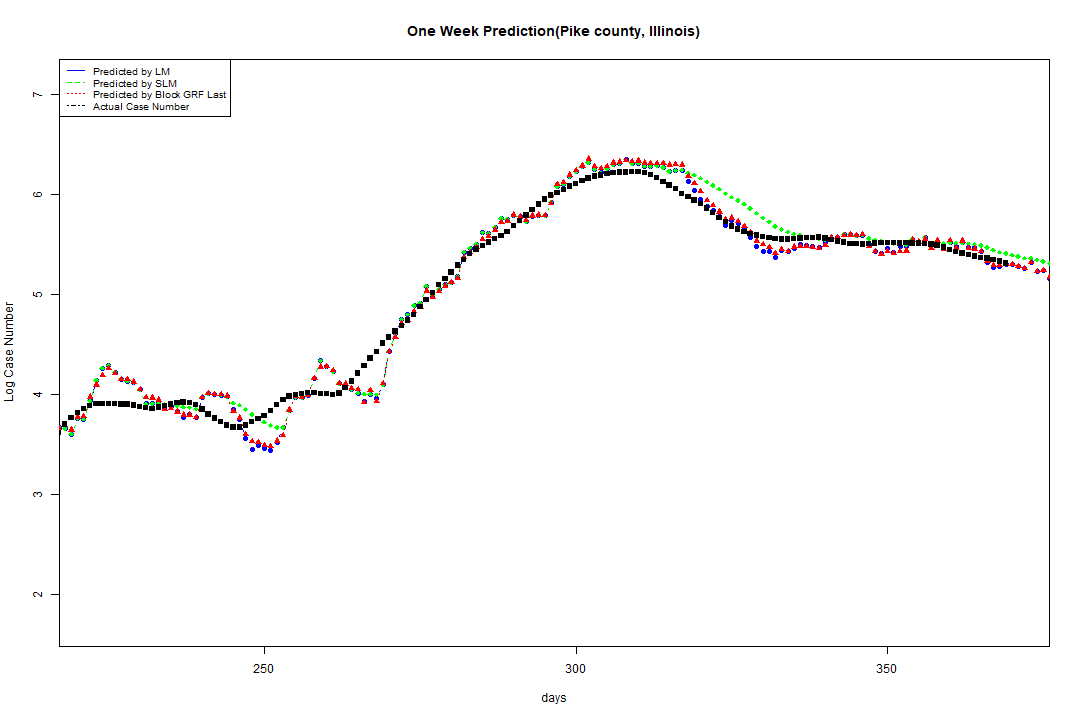 One Week Prediction(Pike county, Illinois)
Predicted by LM
Predicted by SLM
Predicted by Block GRF Last
Actual Case Number
Log Case Number
7
6
5
4
3
2
250
300
350
days